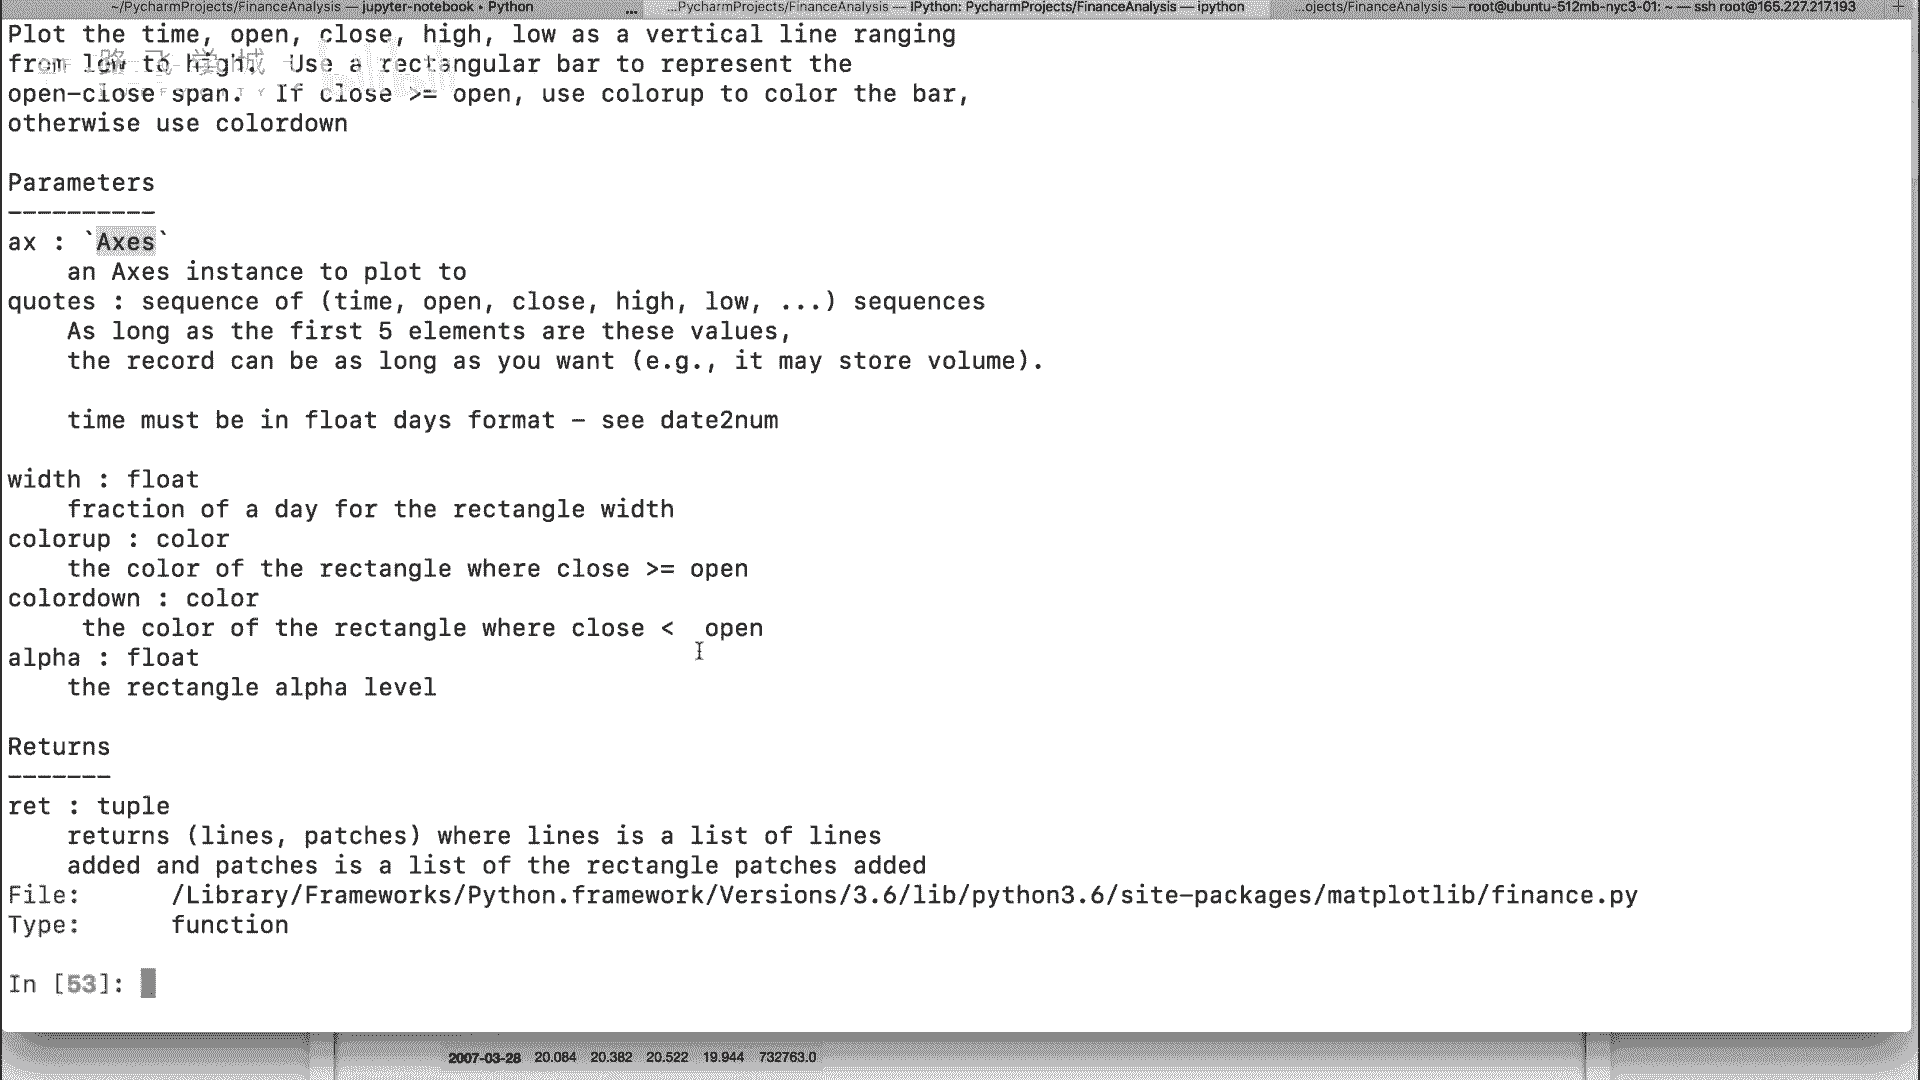 ~/PycharmProjects/FinanceAnalysis — jupyter-notebook • Python
... ...PycharmProjects/FinanceAnalysis — IPython: PycharmProjects/FinanceAnalysis — ipython
...ojects/FinanceAnalysis — root@ubuntu-512mb-nyc3-01: ~ — ssh root@165.227.217.193 +
Plot the time, open, close, high, low as a vertical line ranging
from low to high. Use a rectangular bar to represent the
open-close span. If close >= open, use colorup to color the bar,
otherwise use colordown
路飞学城
Parameters
----------
ax : `Axes`
an Axes instance to plot to
quotes : sequence of (time, open, close, high, low, ...) sequences
As long as the first 5 elements are these values,
the record can be as long as you want (e.g., it may store volume).
time must be in float days format - see date2num
width : float
fraction of a day for the rectangle width
colorup : color
the color of the rectangle where close >= open
colordown : color
the color of the rectangle where close <  open
alpha : float
the rectangle alpha level
Returns
-------
ret : tuple
returns (lines, patches) where lines is a list of lines
added and patches is a list of the rectangle patches added
File:      /Library/Frameworks/Python.framework/Versions/3.6/lib/python3.6/site-packages/matplotlib/finance.py
Type:      function
In [53]:
2007-03-28 20.084 20.382 20.522 19.944 732763.0